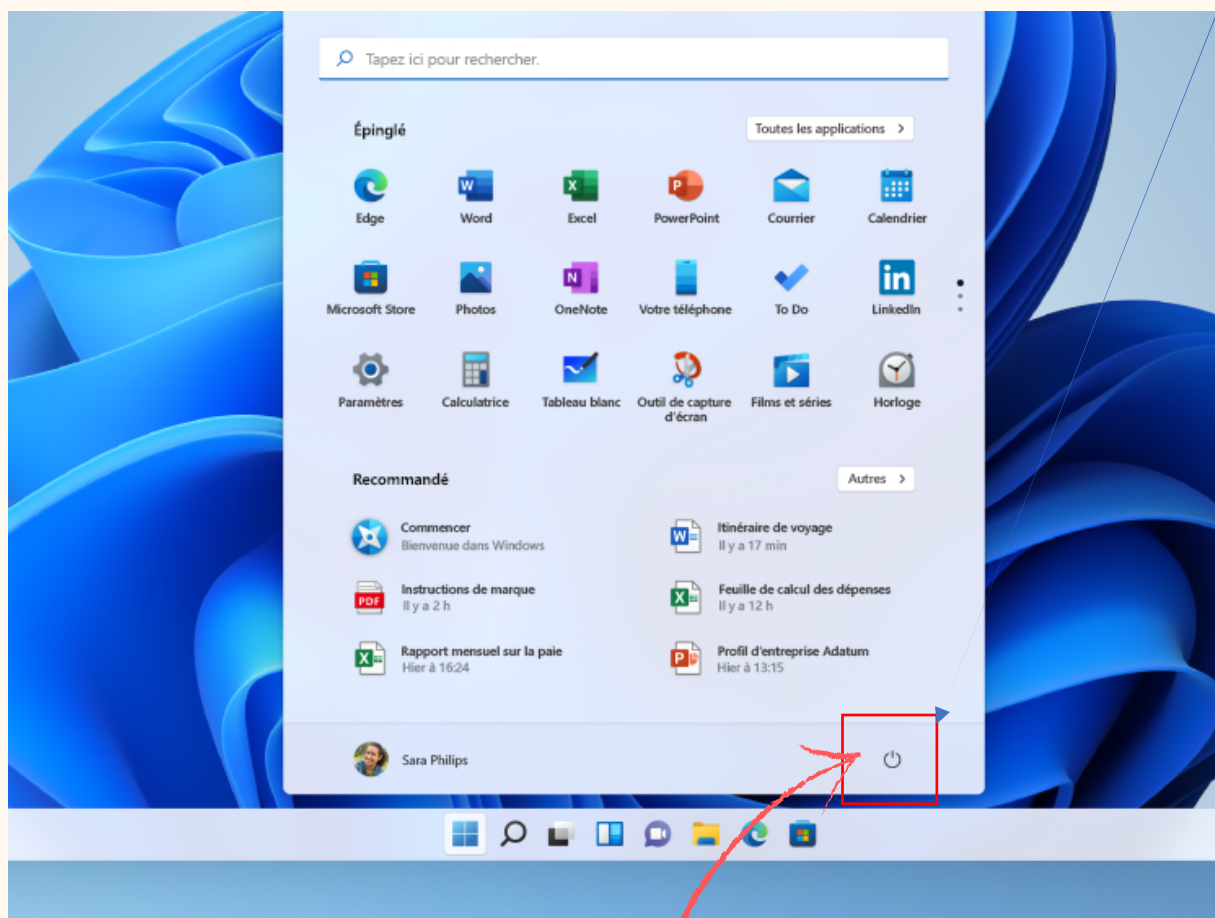 Tapez ici pour rechercher.
Épinglé
Toutes les applications >
Edge
Word
Excel
PowerPoint
Courrier
Calendrier
Microsoft Store
Photos
OneNote
Votre téléphone
To Do
LinkedIn
Paramètres
Calculatrice
Tableau blanc
Outil de capture
d'écran
Films et séries
Horloge
Recommandé
Autres >
Commencer
Bienvenue dans Windows
Itinéraire de voyage
Il y a 17 min
Instructions de marque
Il y a 2 h
Feuille de calcul des dépenses
Il y a 12 h
Rapport mensuel sur la paie
Hier à 16:24
Profil d'entreprise Adatum
Hier à 13:15
Sara Philips